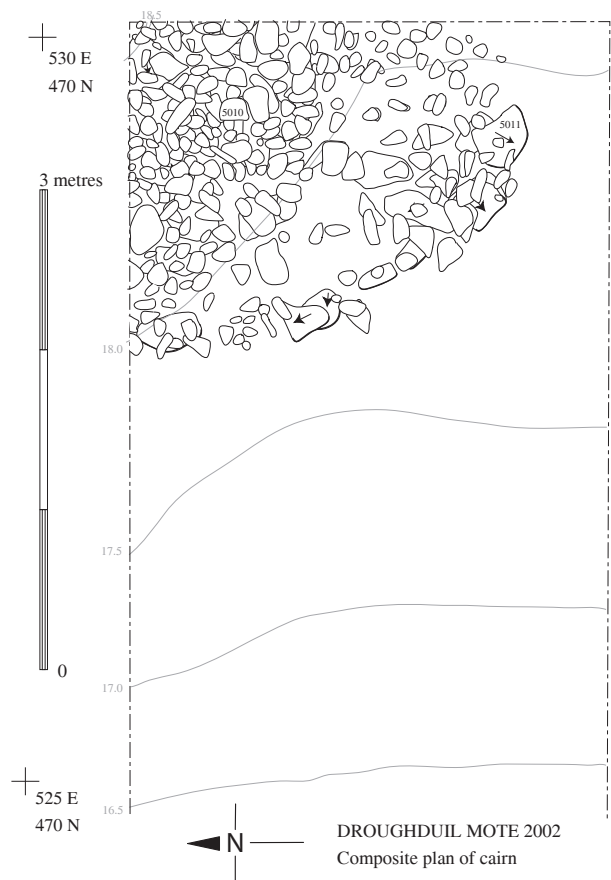 18.5
530 E
470 N
5010
5011
3 metres
18.0
17.5
0
17.0
525 E
470 N
16.5
N
DROUGHDUIL MOTE 2002
Composite plan of cairn